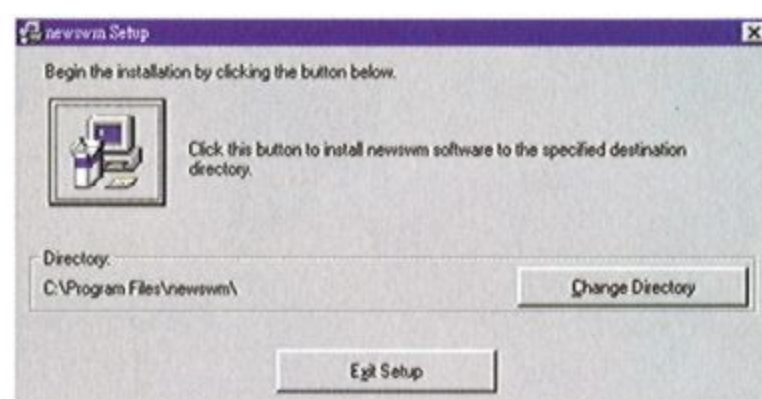 newswm Setup
Begin the installation by clicking the button below.
Click this button to install newswm software to the specified destination
directory.
Directory:
C:\Program Files\newswm\
Change Directory
Exit Setup